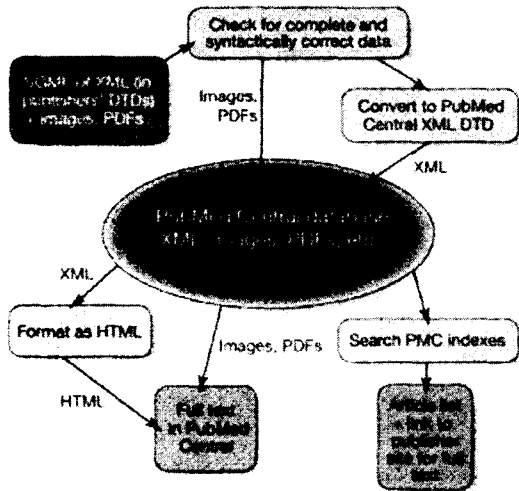 Check for complete and
syntactically correct data
SGML or XML (in
publishers' DTDs)
+ images, PDFs
Images,
PDFs
Convert to PubMed
Central XML DTD
XML
PubMed Central database
XML, images, PDFs, etc.
XML
Format as HTML
Images, PDFs
Search PMC indexes
HTML
Full text
in PubMed
Central
Article list
+ link to
publisher
site for full
text